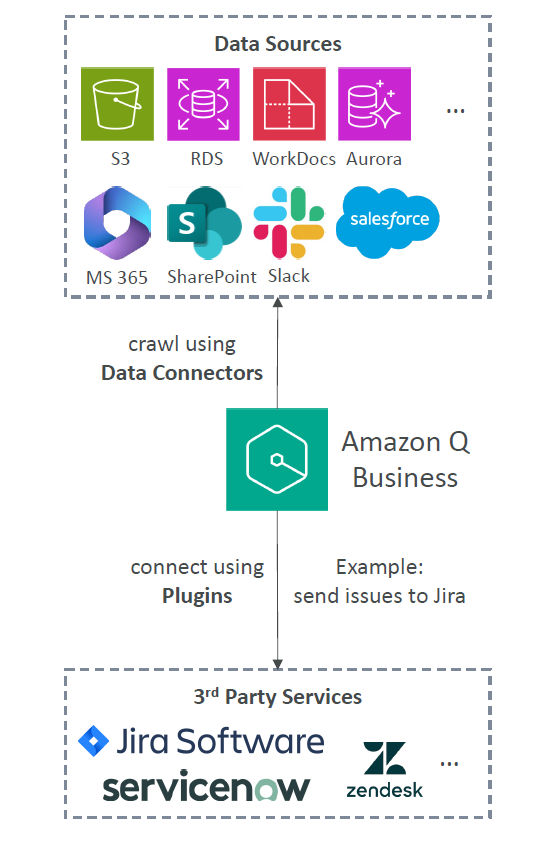 Data Sources
S3 RDS WorkDocs Aurora ...
S
salesforce
MS 365 SharePoint Slack
crawl using
Data Connectors
Amazon Q
Business
connect using
Plugins
Example:
send issues to Jira
3rd Party Services
Jira Software
servicenow
zendesk
...